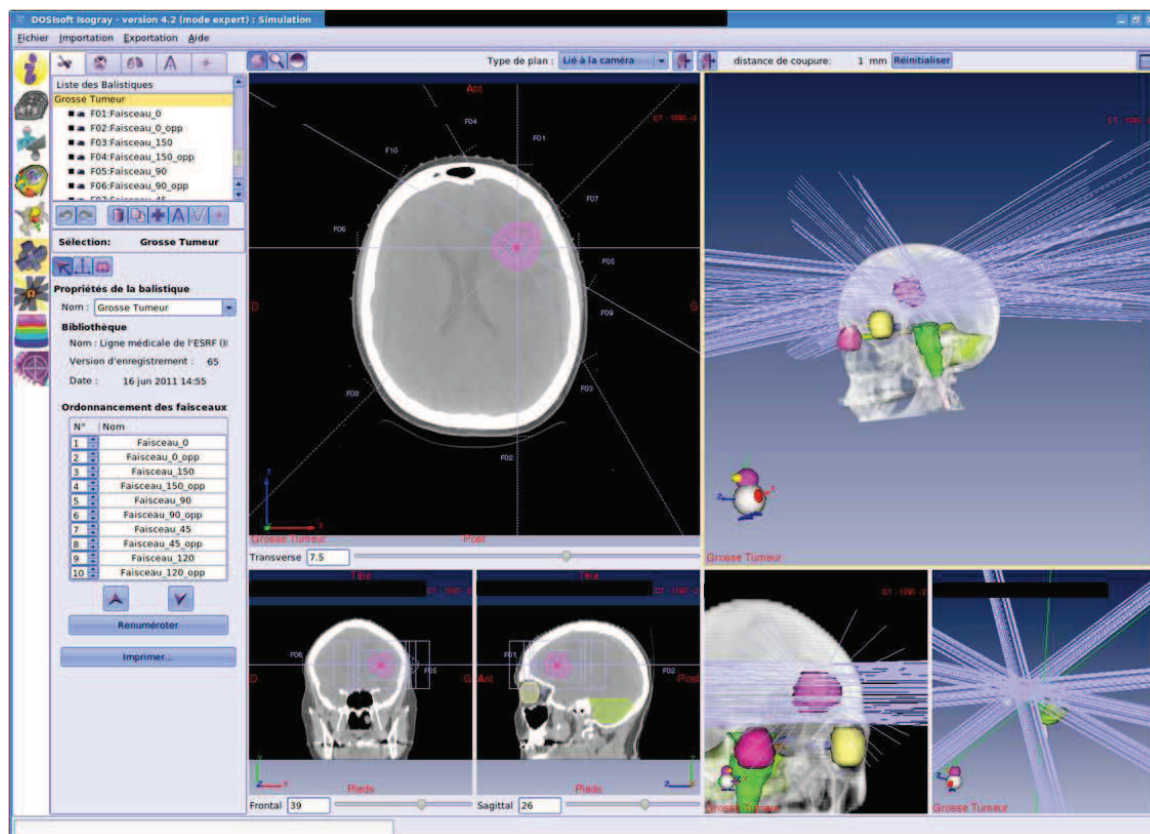 DOSIsoft Isogray - version 4.2 (mode expert) : Simulation
Fichier Importation Exportation Aide
Type de plan : Lié à la caméra distance de coupure: 1 mm Réinitialiser
Liste des Balistiques
Grosse Tumeur
F01:Faisceau_0
F02:Faisceau_0_opp
F03:Faisceau_150
F04:Faisceau_150_opp
F05:Faisceau_90
F06:Faisceau_90_opp
F07:Faisceau_45
Sélection: Grosse Tumeur
Propriétés de la balistique
Nom : Grosse Tumeur
Bibliothèque
Nom : Ligne médicale de l'ESRF (II
Version d'enregistrement : 65
Date : 16 jun 2011 14:55
Ordonnancement des faisceaux
N° Nom
1 Faisceau_0
2 Faisceau_0_opp
3 Faisceau_150
4 Faisceau_150_opp
5 Faisceau_90
6 Faisceau_90_opp
7 Faisceau_45
8 Faisceau_45_opp
9 Faisceau_120
10 Faisceau_120_opp
Renuméroter
Imprimer...
Ant
F04
F01
F10
F07
F06
F05
D
G
F09
F03
F02
Grosse Tumeur
Post
Transverse 7.5
Grosse Tumeur
Tête
F06
D
G
F05
Pieds
Frontal 39
Tête
F01
Ant
Post
F02
Pieds
Sagittal 26
Grosse Tumeur
Grosse Tumeur